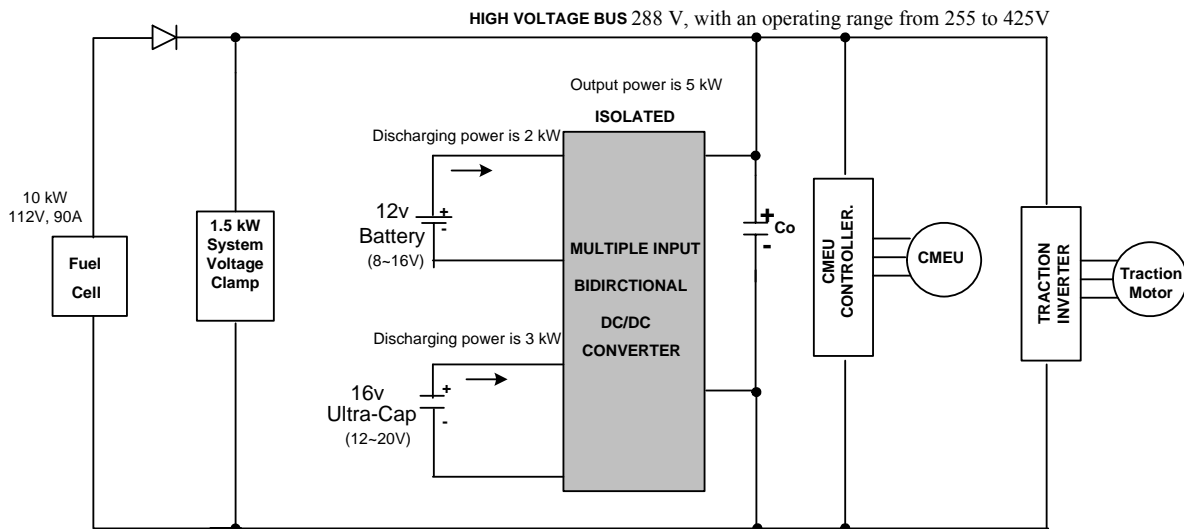 HIGH VOLTAGE BUS 288 V, with an operating range from 255 to 425V
Output power is 5 kW
ISOLATED
Discharging power is 2 kW
10 kW
112V, 90A
Fuel
Cell
1.5 kW
System
Voltage
Clamp
+
12v
-
Battery
(8~16V)
Discharging power is 3 kW
16v
+
Ultra-Cap
-
(12~20V)
MULTIPLE INPUT
BIDIRCTIONAL
DC/DC
CONVERTER
+
Co
-
CMEU
CONTROLLER.
CMEU
TRACTION
INVERTER
Traction
Motor